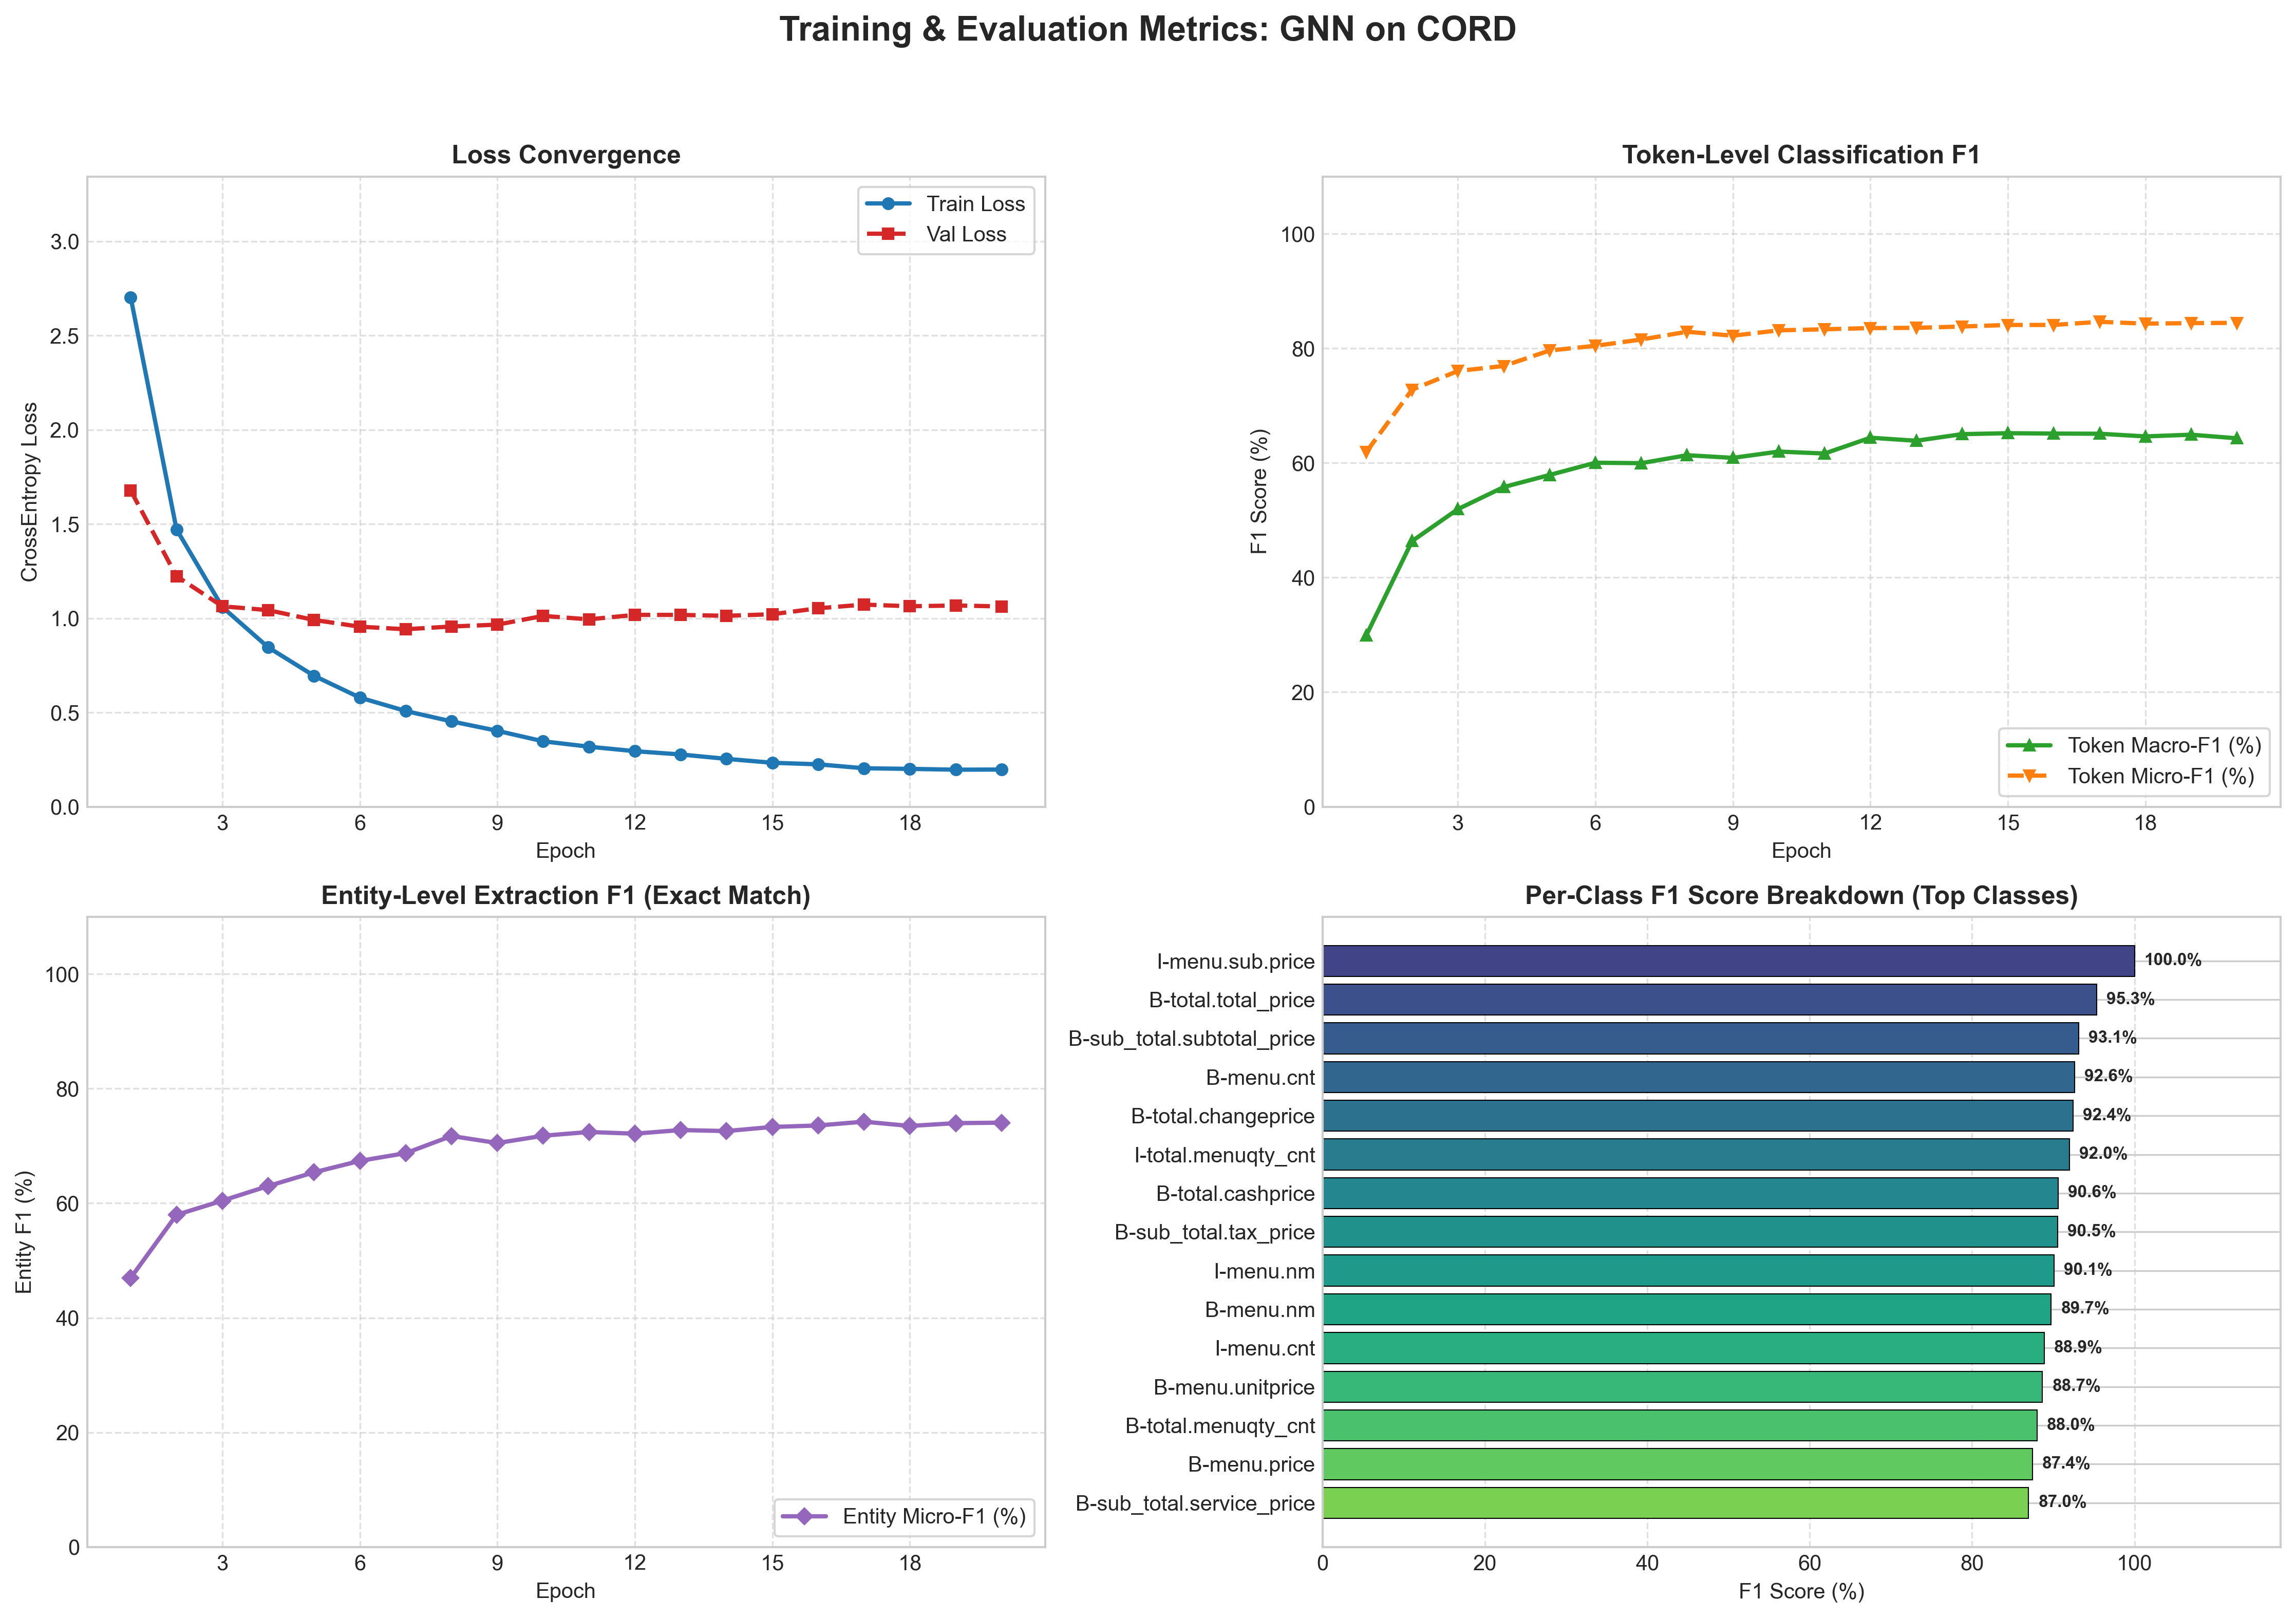 Training & Evaluation Metrics: GNN on CORD
Loss Convergence
Train Loss
Val Loss
CrossEntropy Loss
3.0
2.5
2.0
1.5
1.0
0.5
0.0
3 6 9 12 15 18
Epoch
Token-Level Classification F1
F1 Score (%)
100
80
60
40
20
0
Token Macro-F1 (%)
Token Micro-F1 (%)
3 6 9 12 15 18
Epoch
Entity-Level Extraction F1 (Exact Match)
Entity F1 (%)
100
80
60
40
20
0
Entity Micro-F1 (%)
3 6 9 12 15 18
Epoch
Per-Class F1 Score Breakdown (Top Classes)
I-menu.sub.price 100.0%
B-total.total_price 95.3%
B-sub_total.subtotal_price 93.1%
B-menu.cnt 92.6%
B-total.changeprice 92.4%
I-total.menuqty_cnt 92.0%
B-total.cashprice 90.6%
B-sub_total.tax_price 90.5%
I-menu.nm 90.1%
B-menu.nm 89.7%
I-menu.cnt 88.9%
B-menu.unitprice 88.7%
B-total.menuqty_cnt 88.0%
B-menu.price 87.4%
B-sub_total.service_price 87.0%
0 20 40 60 80 100
F1 Score (%)